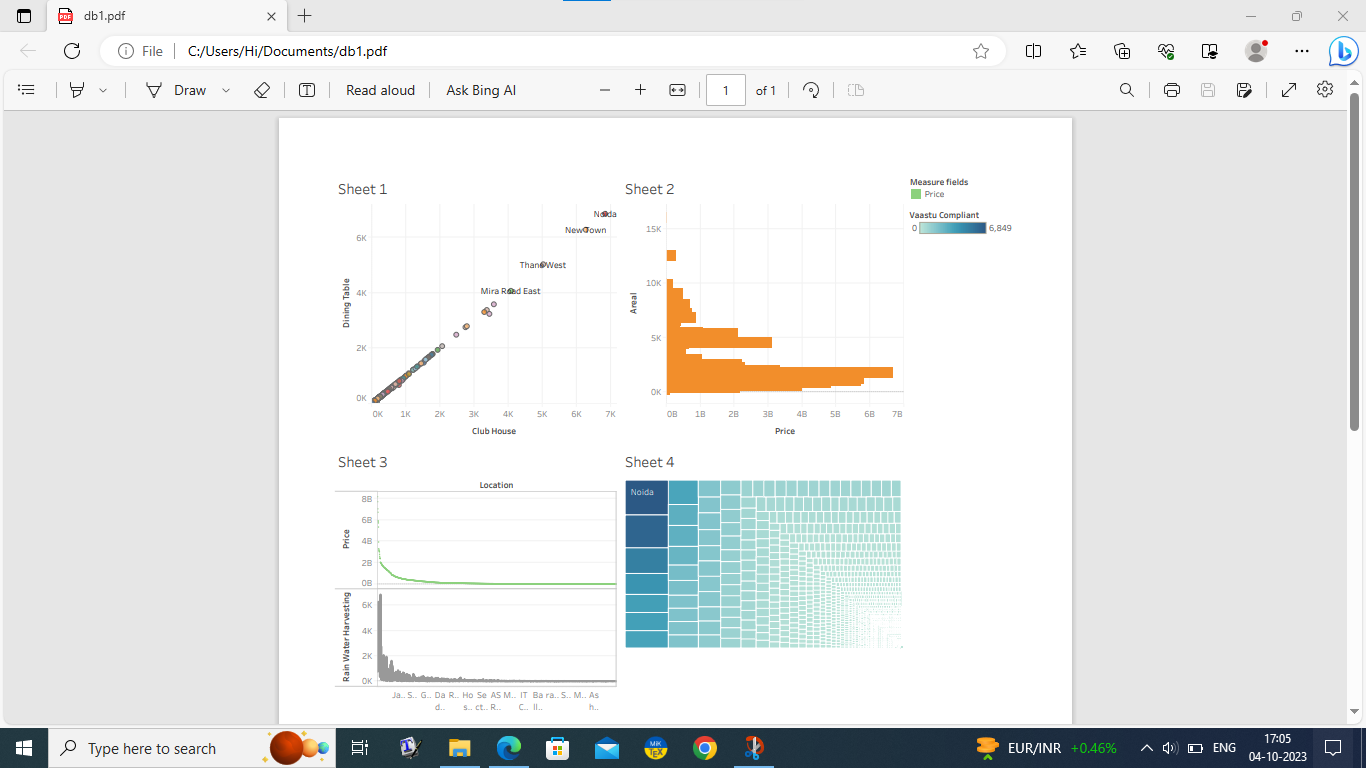 db1.pdf
File C:/Users/Hi/Documents/db1.pdf
Draw Read aloud Ask Bing AI 1 of 1
Sheet 1
Noida
New Town
Thane West
Mira Road East
6K
4K
2K
0K
Dining Table
0K 1K 2K 3K 4K 5K 6K 7K
Club House
Sheet 2
15K
10K
5K
0K
Areal
0B 1B 2B 3B 4B 5B 6B 7B
Price
Measure fields
Price
Vaastu Compliant
0 6,849
Sheet 3
Location
8B
6B
4B
2B
0B
Price
6K
4K
2K
0K
Rain Water Harvesting
Ja.. S.. G.. Da R.. Ho Se AS M.. IT Ba ra.. S.. M.. As
d.. s.. ct.. R.. C.. ll.. h..
Sheet 4
Noida
Type here to search
EUR/INR +0.46%
ENG
17:05
04-10-2023